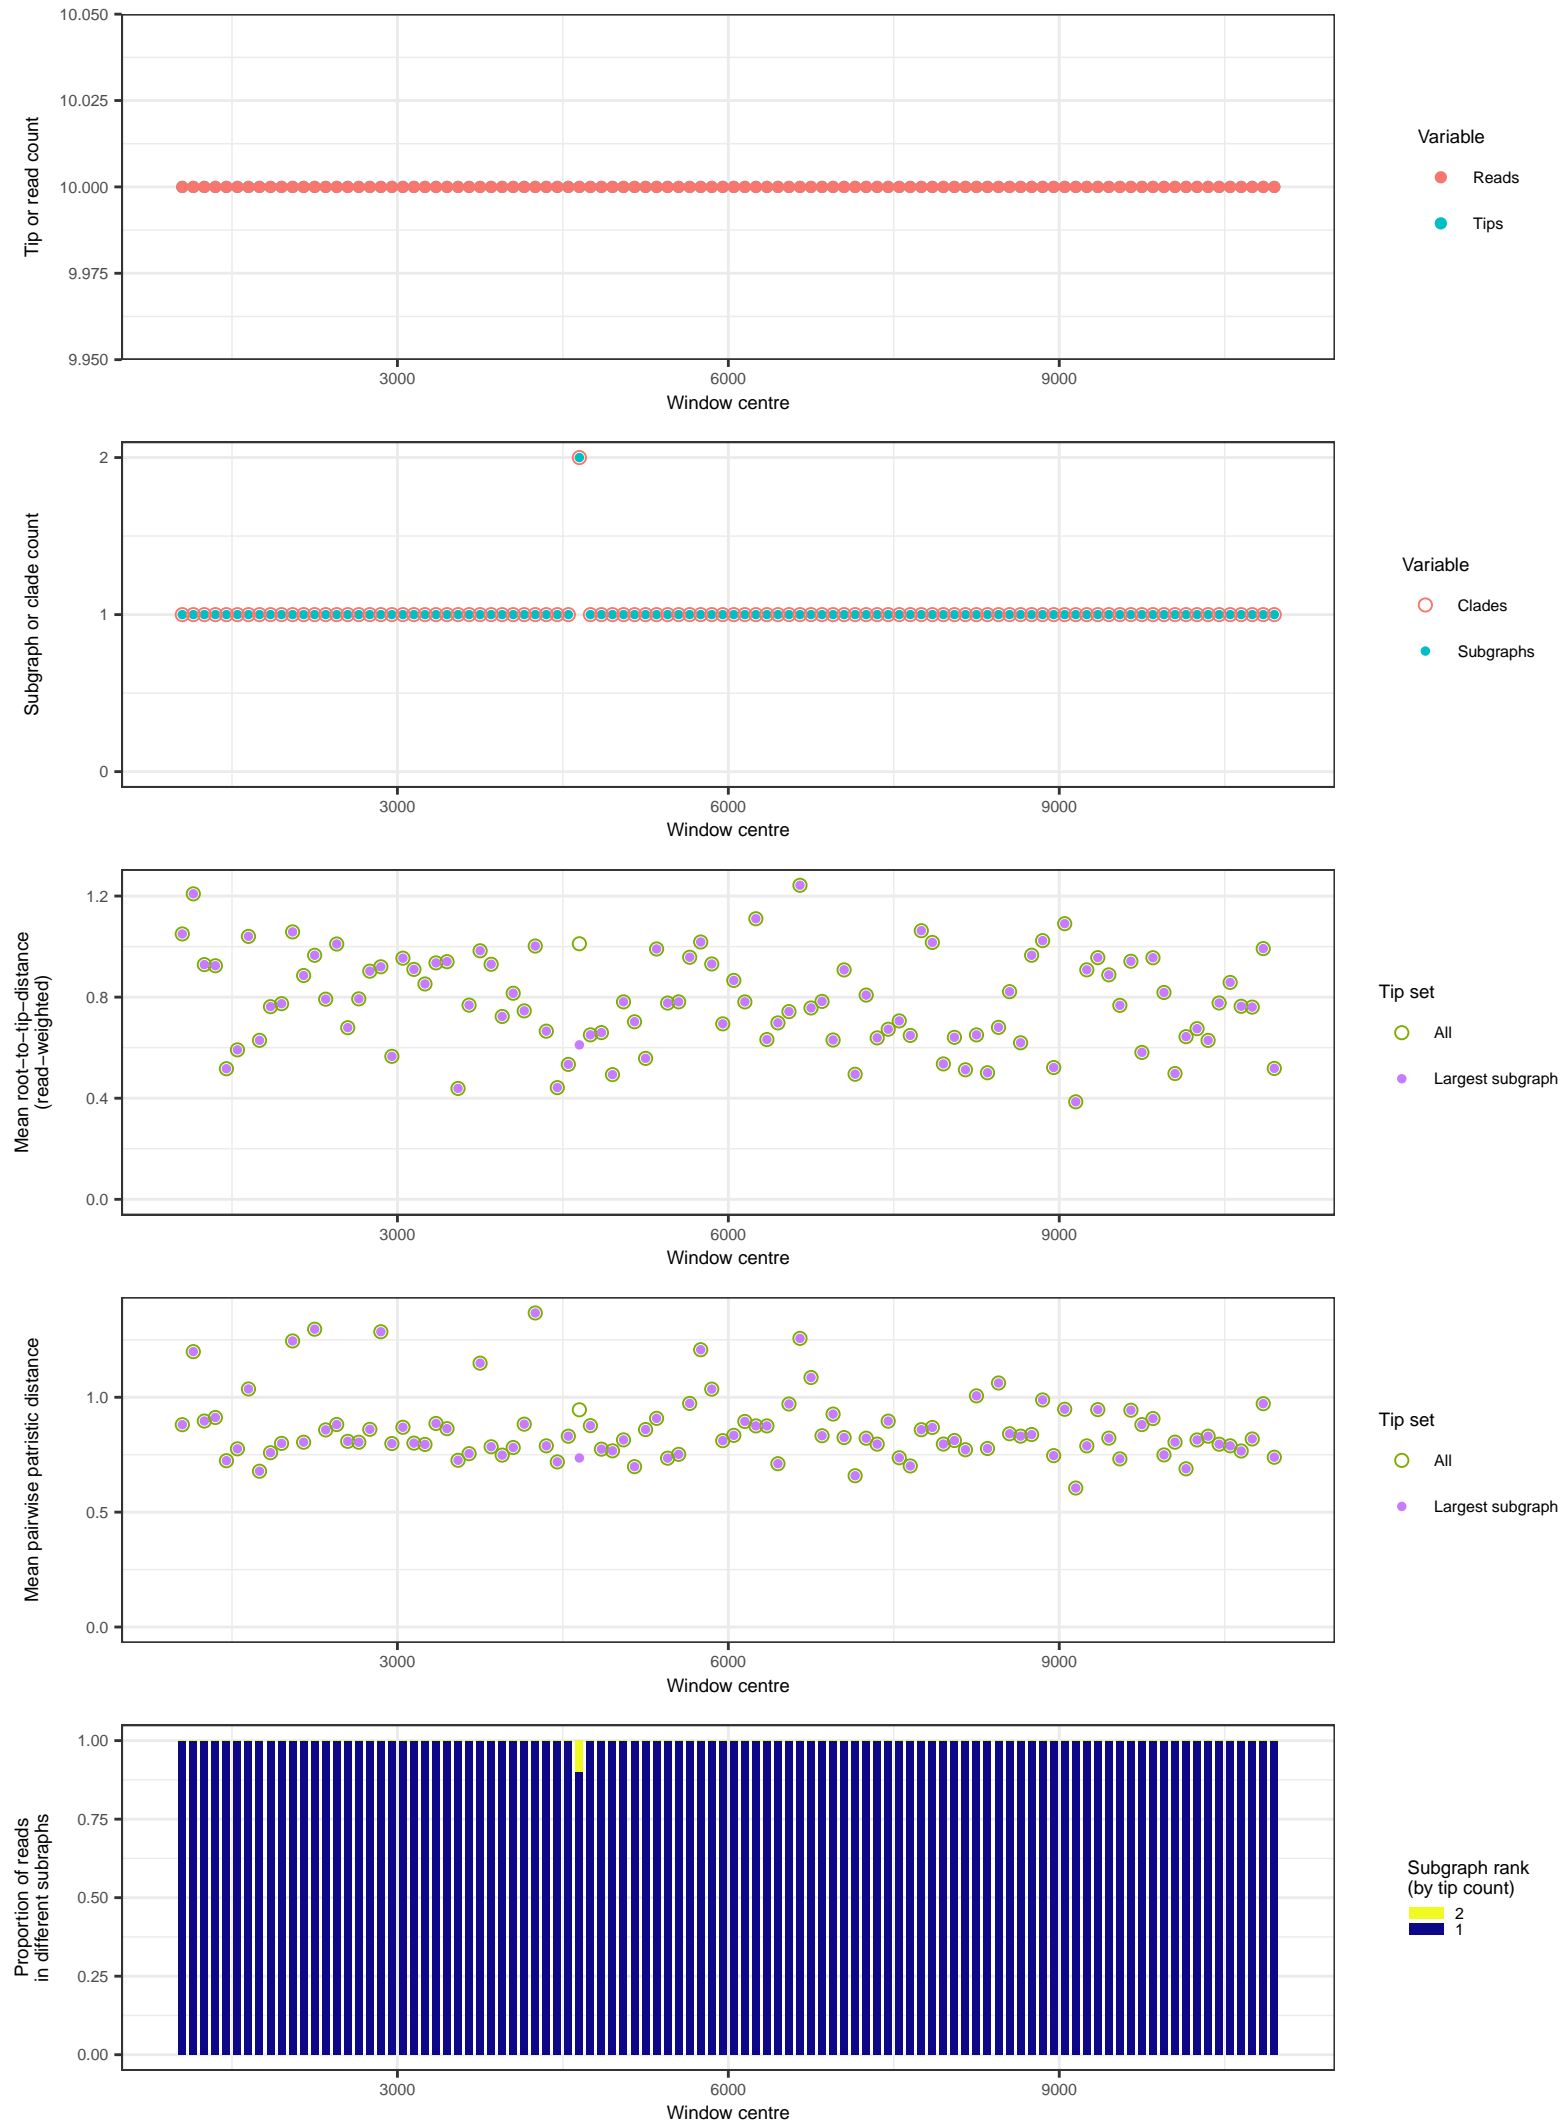 10.050
10.025
10.000
9.975
9.950
Tip or read count
3000 6000 9000
Window centre
Variable
Reads
Tips
2
1
0
Subgraph or clade count
3000 6000 9000
Window centre
Variable
Clades
Subgraphs
1.2
0.8
0.4
0.0
Mean root−to−tip−distance
(read−weighted)
3000 6000 9000
Window centre
Tip set
All
Largest subgraph
1.0
0.5
0.0
Mean pairwise patristic distance
3000 6000 9000
Window centre
Tip set
All
Largest subgraph
1.00
0.75
0.50
0.25
0.00
Proportion of reads
in different subraphs
3000 6000 9000
Window centre
Subgraph rank
(by tip count)
2
1